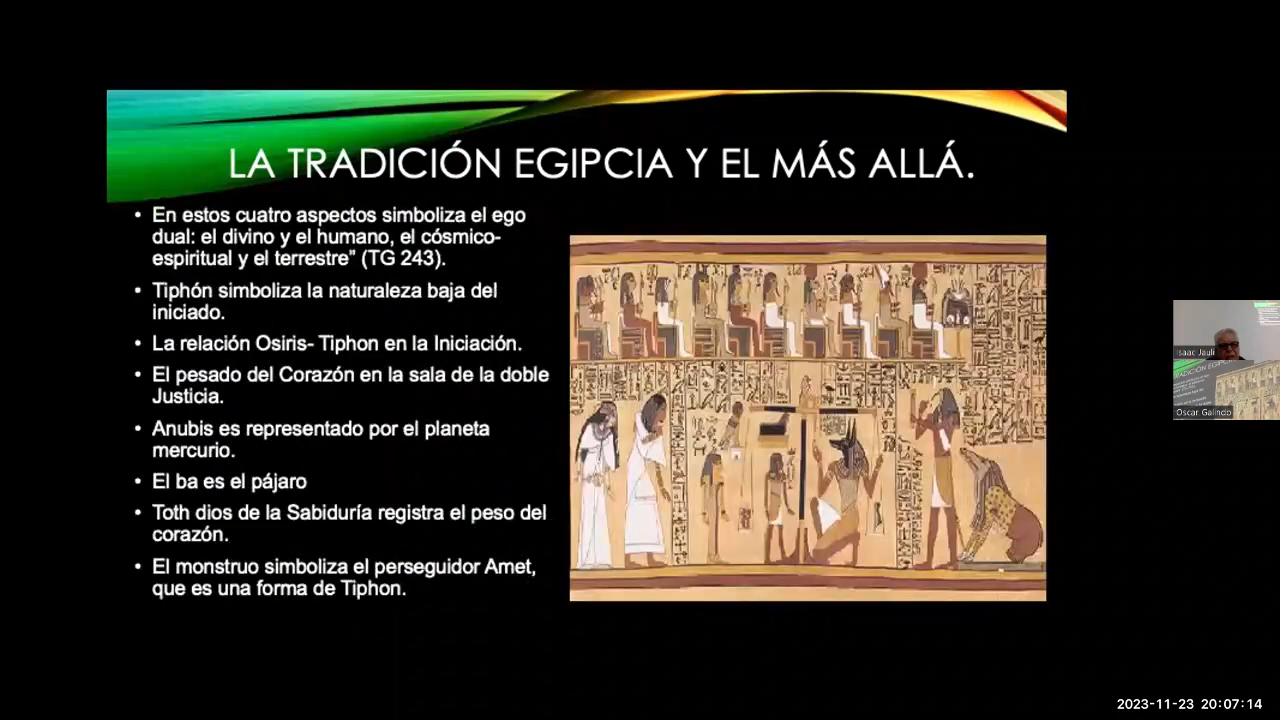 LA TRADICIÓN EGIPCIA Y EL MÁS ALLÁ.
• En estos cuatro aspectos simboliza el ego
dual: el divino y el humano, el cósmico-
espiritual y el terrestre” (TG 243).
• Tiphón simboliza la naturaleza baja del
iniciado.
• La relación Osiris- Tiphon en la Iniciación.
• El pesado del Corazón en la sala de la doble
Justicia.
• Anubis es representado por el planeta
mercurio.
• El ba es el pájaro
• Toth dios de la Sabiduría registra el peso del
corazón.
• El monstruo simboliza el perseguidor Amet,
que es una forma de Tiphon.
Isaac Jauli
Oscar Galindo
2023-11-23 20:07:14